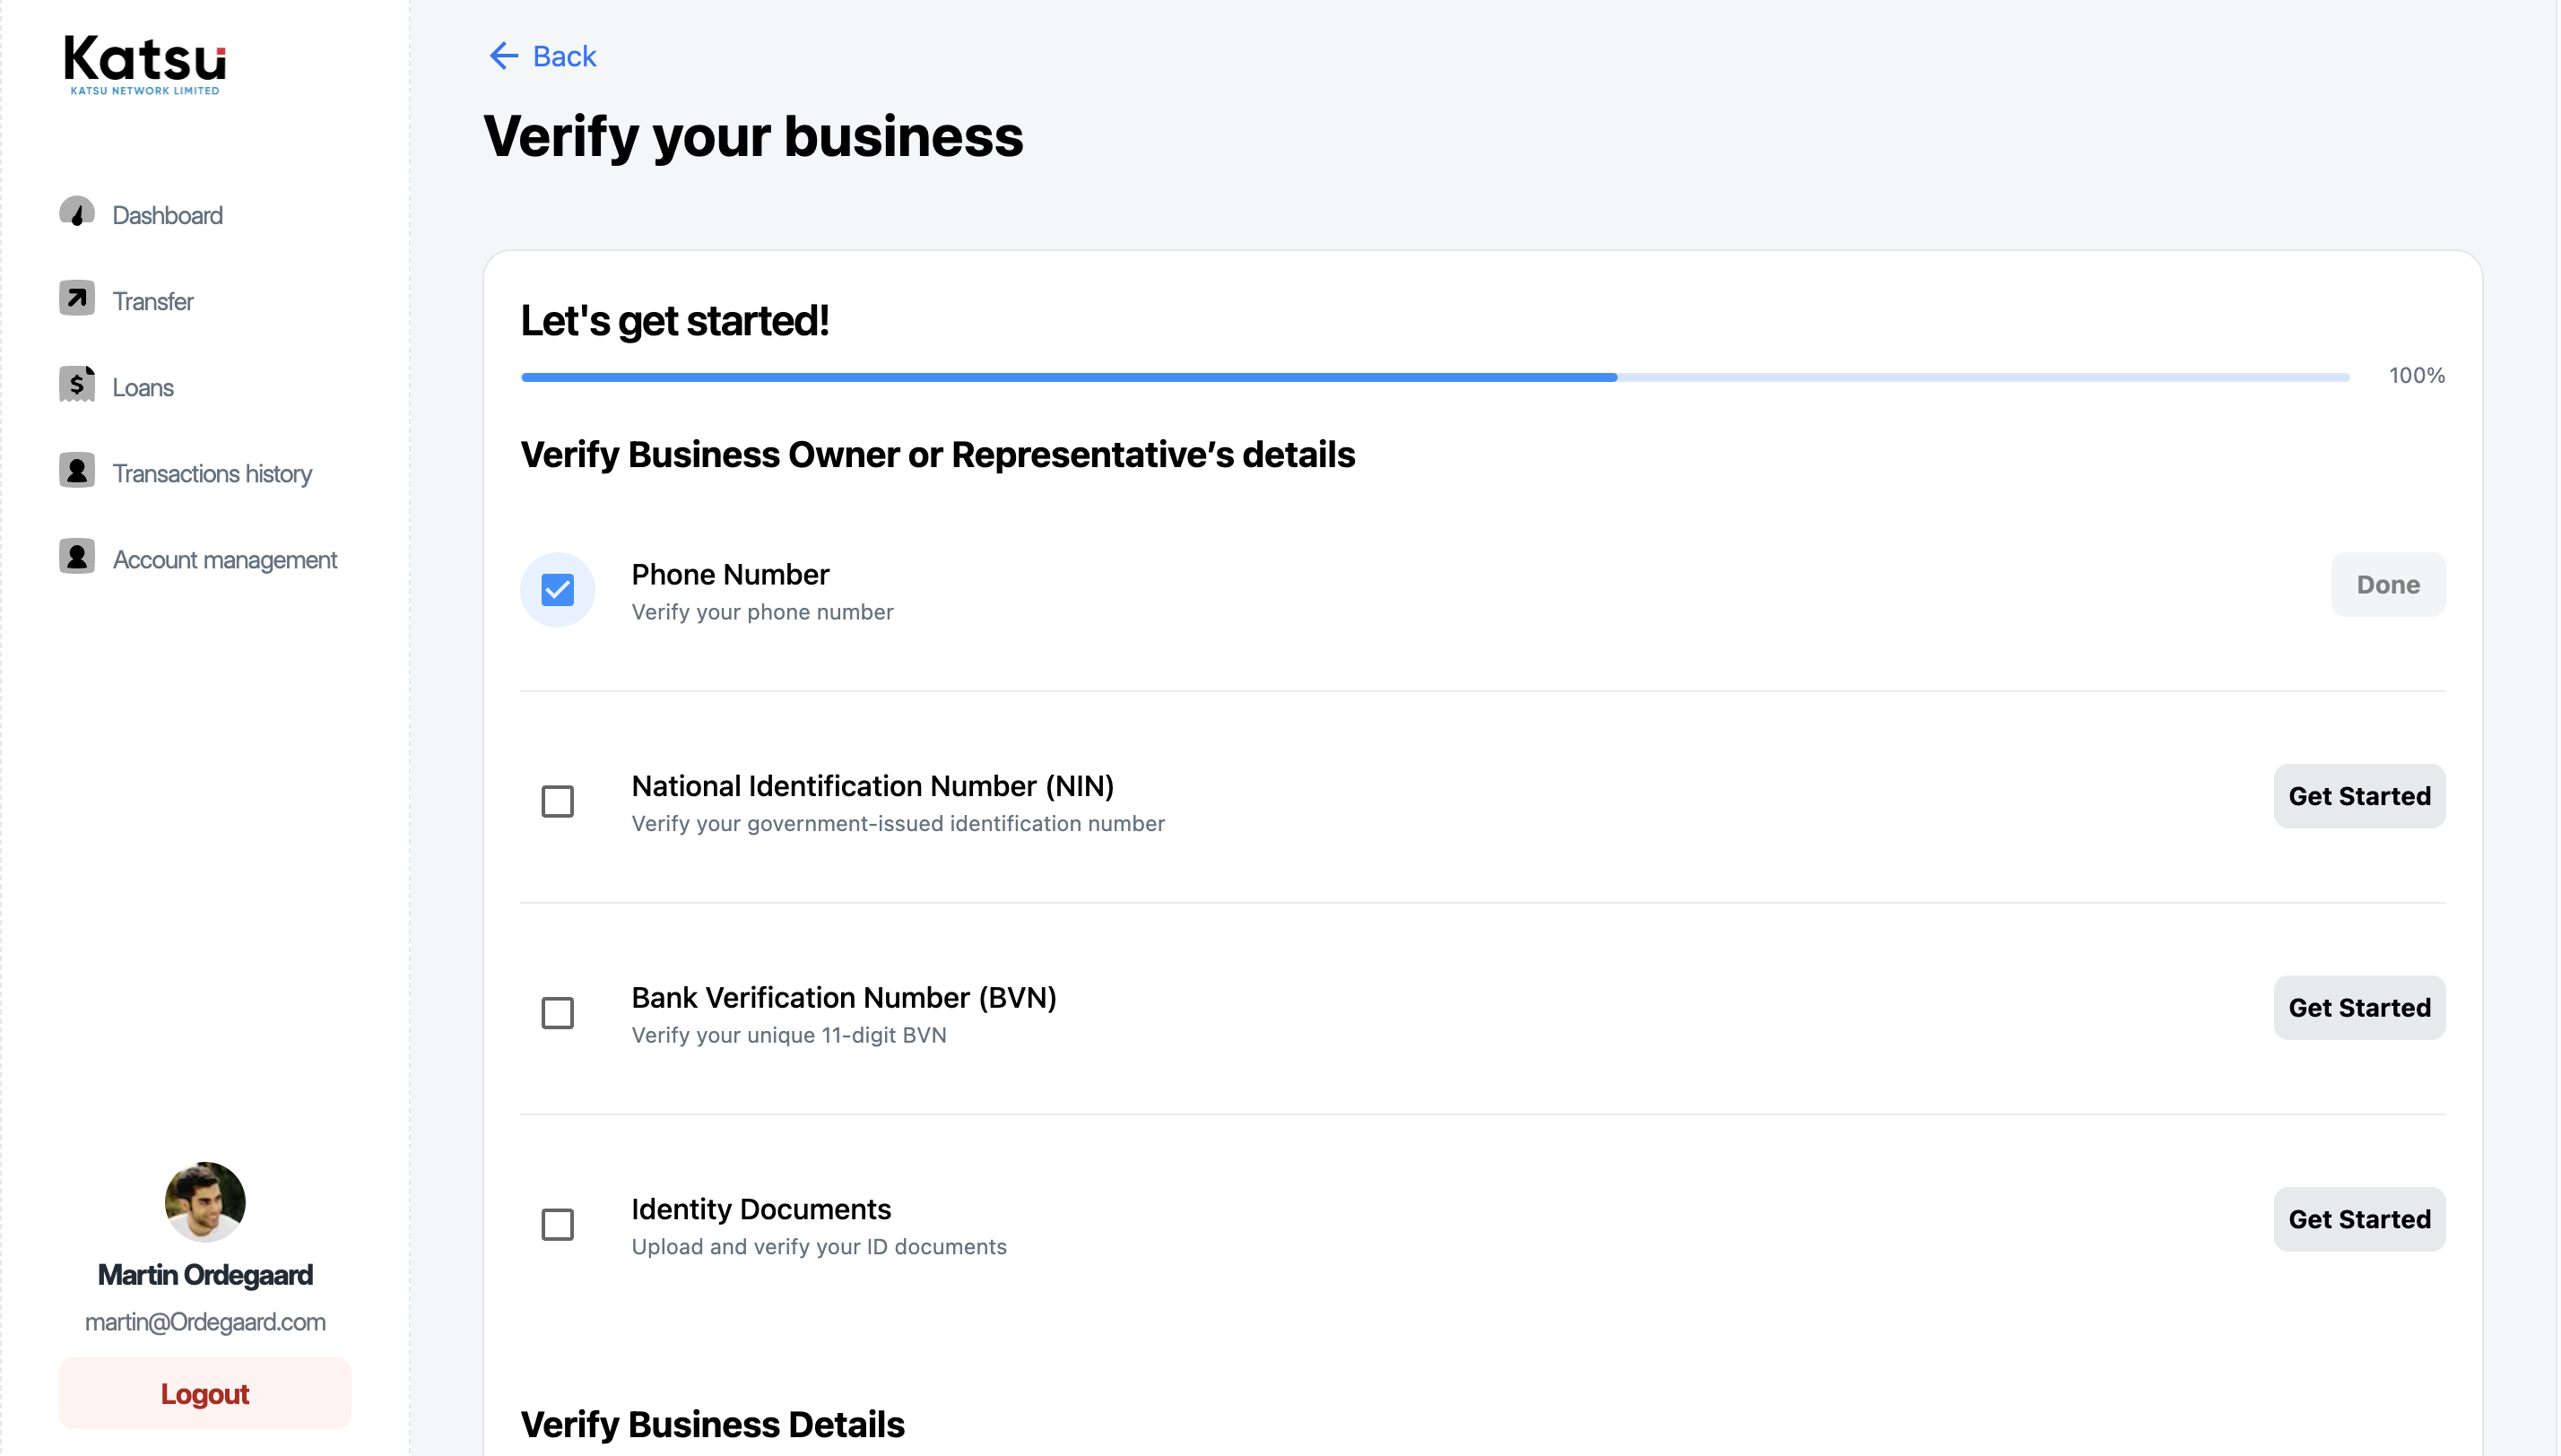 Katsu
KATSU NETWORK LIMITED
Dashboard
Transfer
Loans
Transactions history
Account management
Martin Ordegaard
martin@Ordegaard.com
Logout
Back
Verify your business
Let's get started!
100%
Verify Business Owner or Representative’s details
Phone Number
Verify your phone number
Done
National Identification Number (NIN)
Verify your government-issued identification number
Get Started
Bank Verification Number (BVN)
Verify your unique 11-digit BVN
Get Started
Identity Documents
Upload and verify your ID documents
Get Started
Verify Business Details